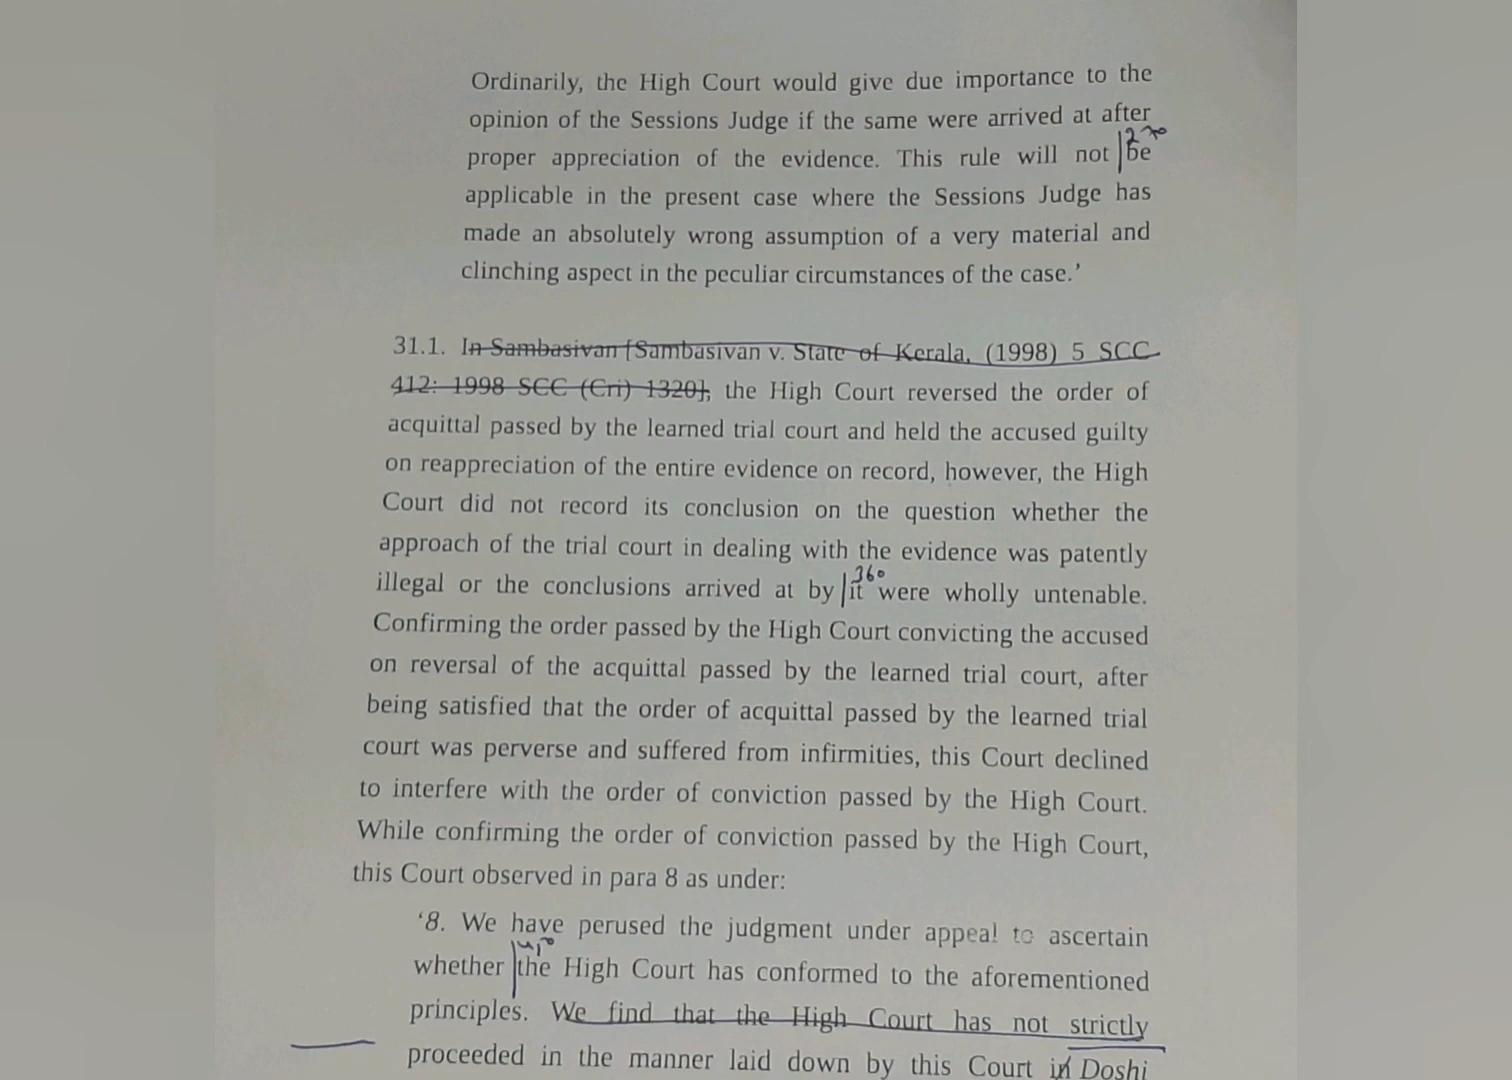 Ordinarily, the High Court would give due importance to the
opinion of the Sessions Judge if the same were arrived at after
proper appreciation of the evidence. This rule will not be
applicable in the present case where the Sessions Judge has
made an absolutely wrong assumption of a very material and
clinching aspect in the peculiar circumstances of the case.’
31.1. In Sambasivan [Sambasivan v. State of Kerala, (1998) 5 SCC
412: 1998 SCC (Cri) 1320], the High Court reversed the order of
acquittal passed by the learned trial court and held the accused guilty
on reappreciation of the entire evidence on record, however, the High
Court did not record its conclusion on the question whether the
approach of the trial court in dealing with the evidence was patently
360
illegal or the conclusions arrived at by it were wholly untenable.
Confirming the order passed by the High Court convicting the accused
on reversal of the acquittal passed by the learned trial court, after
being satisfied that the order of acquittal passed by the learned trial
court was perverse and suffered from infirmities, this Court declined
to interfere with the order of conviction passed by the High Court.
While confirming the order of conviction passed by the High Court,
this Court observed in para 8 as under:
‘8. We have perused the judgment under appeal to ascertain
whether the High Court has conformed to the aforementioned
principles. We find that the High Court has not strictly
proceeded in the manner laid down by this Court in Doshi